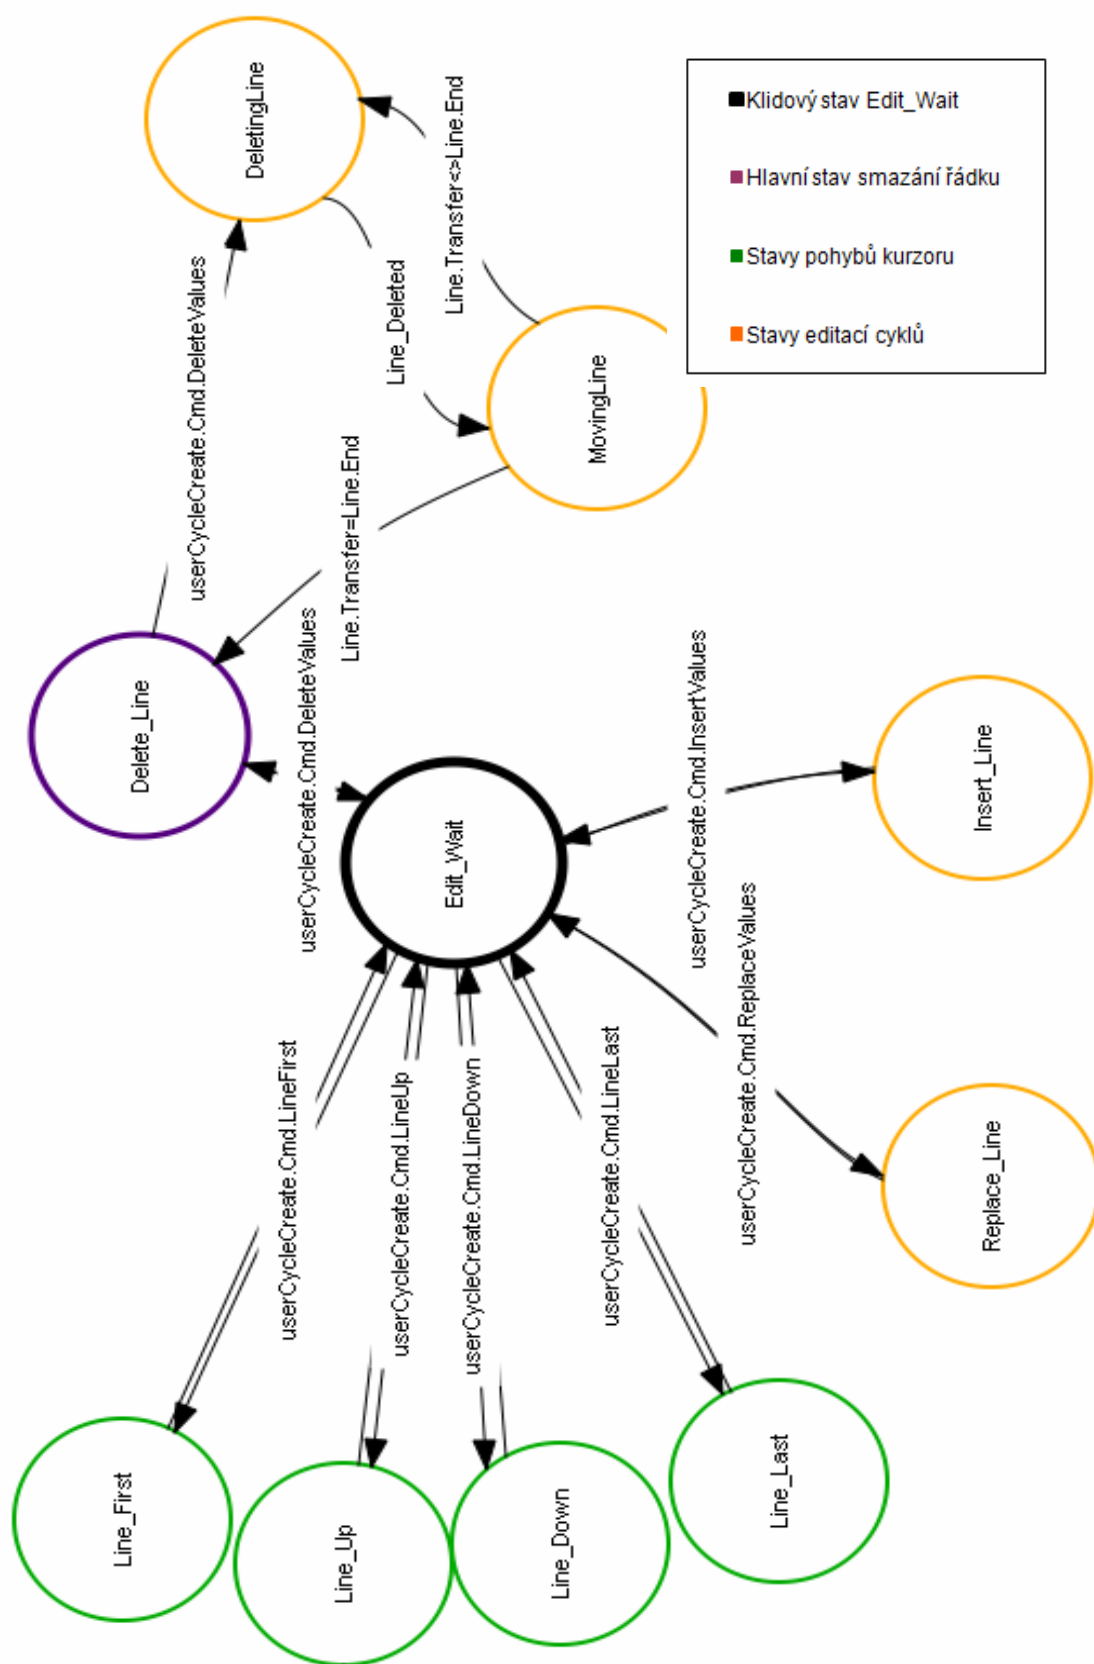 DeletingLine
Klidový stav Edit_Wait
Hlavní stav smazání řádku
Stavy pohybů kurzoru
Stavy editací cyklů
Line.Transfer<>Line.End
userCycleCreate.Cmd.DeleteValues
Line_Deleted
MovingLine
Line.Transfer=Line.End
Delete_Line
userCycleCreate.Cmd.DeleteValues
userCycleCreate.Cmd.InsertValues
Insert_Line
Edit_Wait
userCycleCreate.Cmd.ReplaceValues
Replace_Line
userCycleCreate.Cmd.LineFirst
userCycleCreate.Cmd.LineUp
userCycleCreate.Cmd.LineDown
userCycleCreate.Cmd.LineLast
Line_First
Line_Up
Line_Down
Line_Last